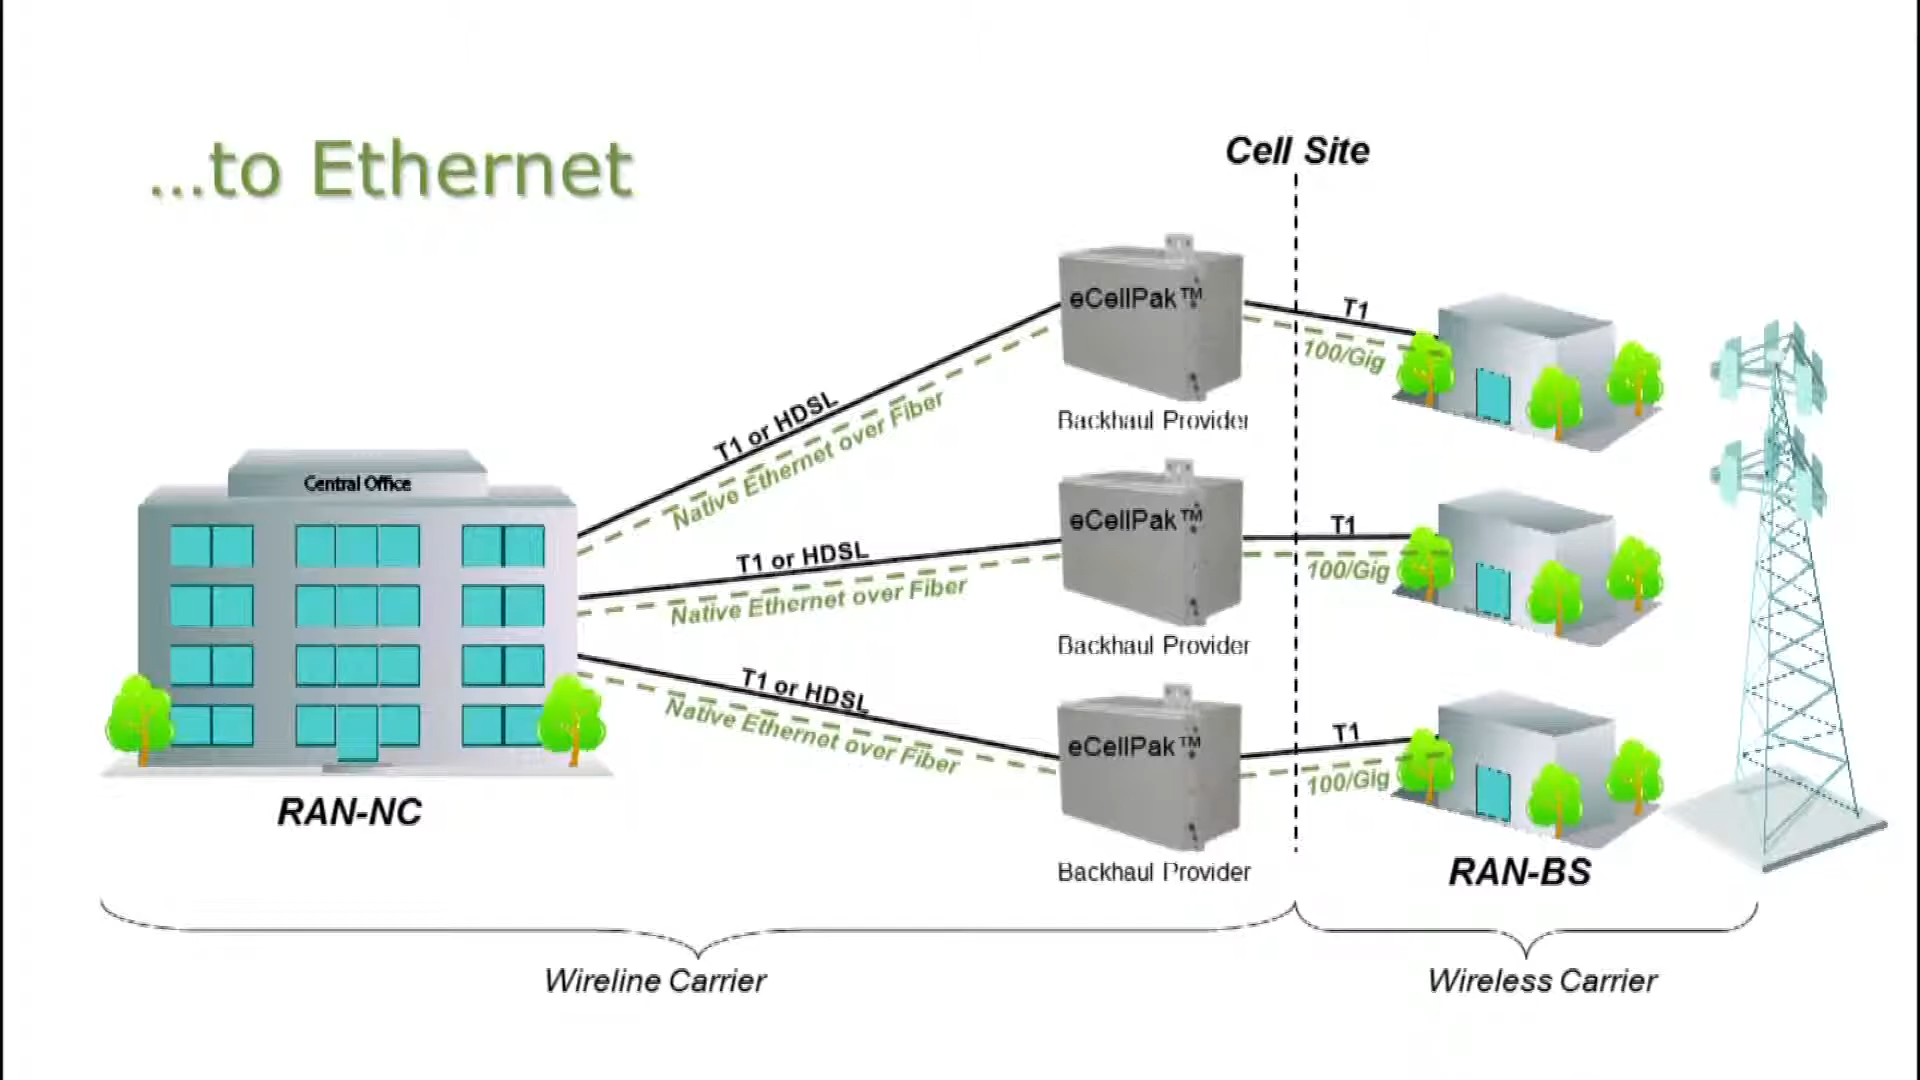 ...to Ethernet
Cell Site
eCellPak™
T1
100/Gig
Backhaul Provider
T1 or HDSL
Native Ethernet over Fiber
Central Office
eCellPak™
T1
100/Gig
T1 or HDSL
Native Ethernet over Fiber
Backhaul Provider
T1 or HDSL
Native Ethernet over Fiber
eCellPak™
T1
100/Gig
RAN-NC
Backhaul Provider
RAN-BS
Wireline Carrier
Wireless Carrier